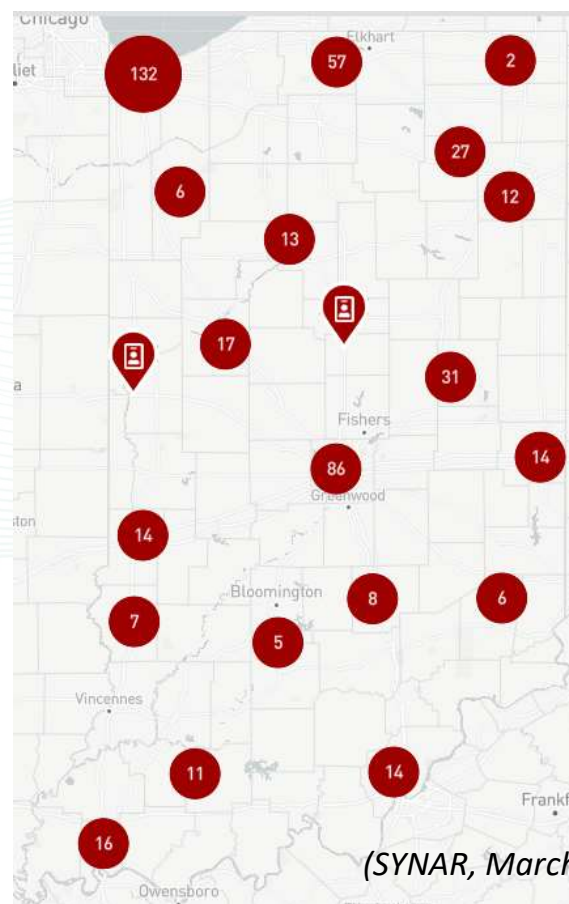 Chicago
Elkhart
132
57
2
liet
27
6
12
13
17
31
a
Fishers
86
14
Greenwood
ston
14
Bloomington
8
6
7
5
Vincennes
11
14
Frankf
16
(SYNAR, March
Owensboro